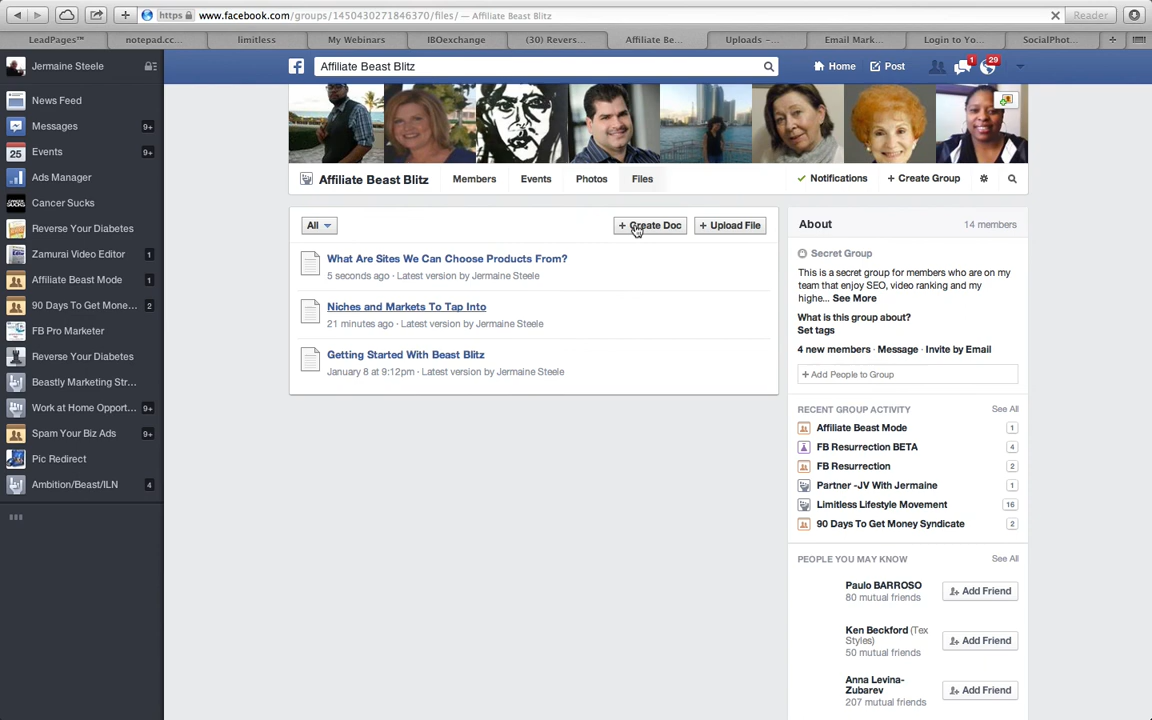 https www.facebook.com/groups/1450430271846370/files/ — Affiliate Beast Blitz
Reader
LeadPages™
notepad.cc...
limitless
My Webinars
IBOexchange
(30) Revers...
Affiliate Be...
Uploads –...
Email Mark...
Login to Yo...
SocialPhot...
Jermaine Steele
Affiliate Beast Blitz
Home
Post
1
29
News Feed
Messages 9+
25 Events 9+
Ads Manager
Cancer Sucks
Reverse Your Diabetes
Zamurai Video Editor 1
Affiliate Beast Mode 1
90 Days To Get Mone... 2
FB Pro Marketer
Reverse Your Diabetes
Beastly Marketing Str...
Work at Home Opport... 9+
Spam Your Biz Ads 9+
Pic Redirect
Ambition/Beast/ILN 4
Affiliate Beast Blitz
Members
Events
Photos
Files
Notifications
+ Create Group
All
+ Create Doc
+ Upload File
What Are Sites We Can Choose Products From?
5 seconds ago · Latest version by Jermaine Steele
Niches and Markets To Tap Into
21 minutes ago · Latest version by Jermaine Steele
Getting Started With Beast Blitz
January 8 at 9:12pm · Latest version by Jermaine Steele
About 14 members
Secret Group
This is a secret group for members who are on my
team that enjoy SEO, video ranking and my
highe... See More
What is this group about?
Set tags
4 new members · Message · Invite by Email
+ Add People to Group
RECENT GROUP ACTIVITY See All
Affiliate Beast Mode 1
FB Resurrection BETA 4
FB Resurrection 2
Partner -JV With Jermaine 1
Limitless Lifestyle Movement 16
90 Days To Get Money Syndicate 2
PEOPLE YOU MAY KNOW See All
Paulo BARROSO
80 mutual friends
Add Friend
Ken Beckford (Tex
Styles)
50 mutual friends
Add Friend
Anna Levina-
Zubarev
207 mutual friends
Add Friend